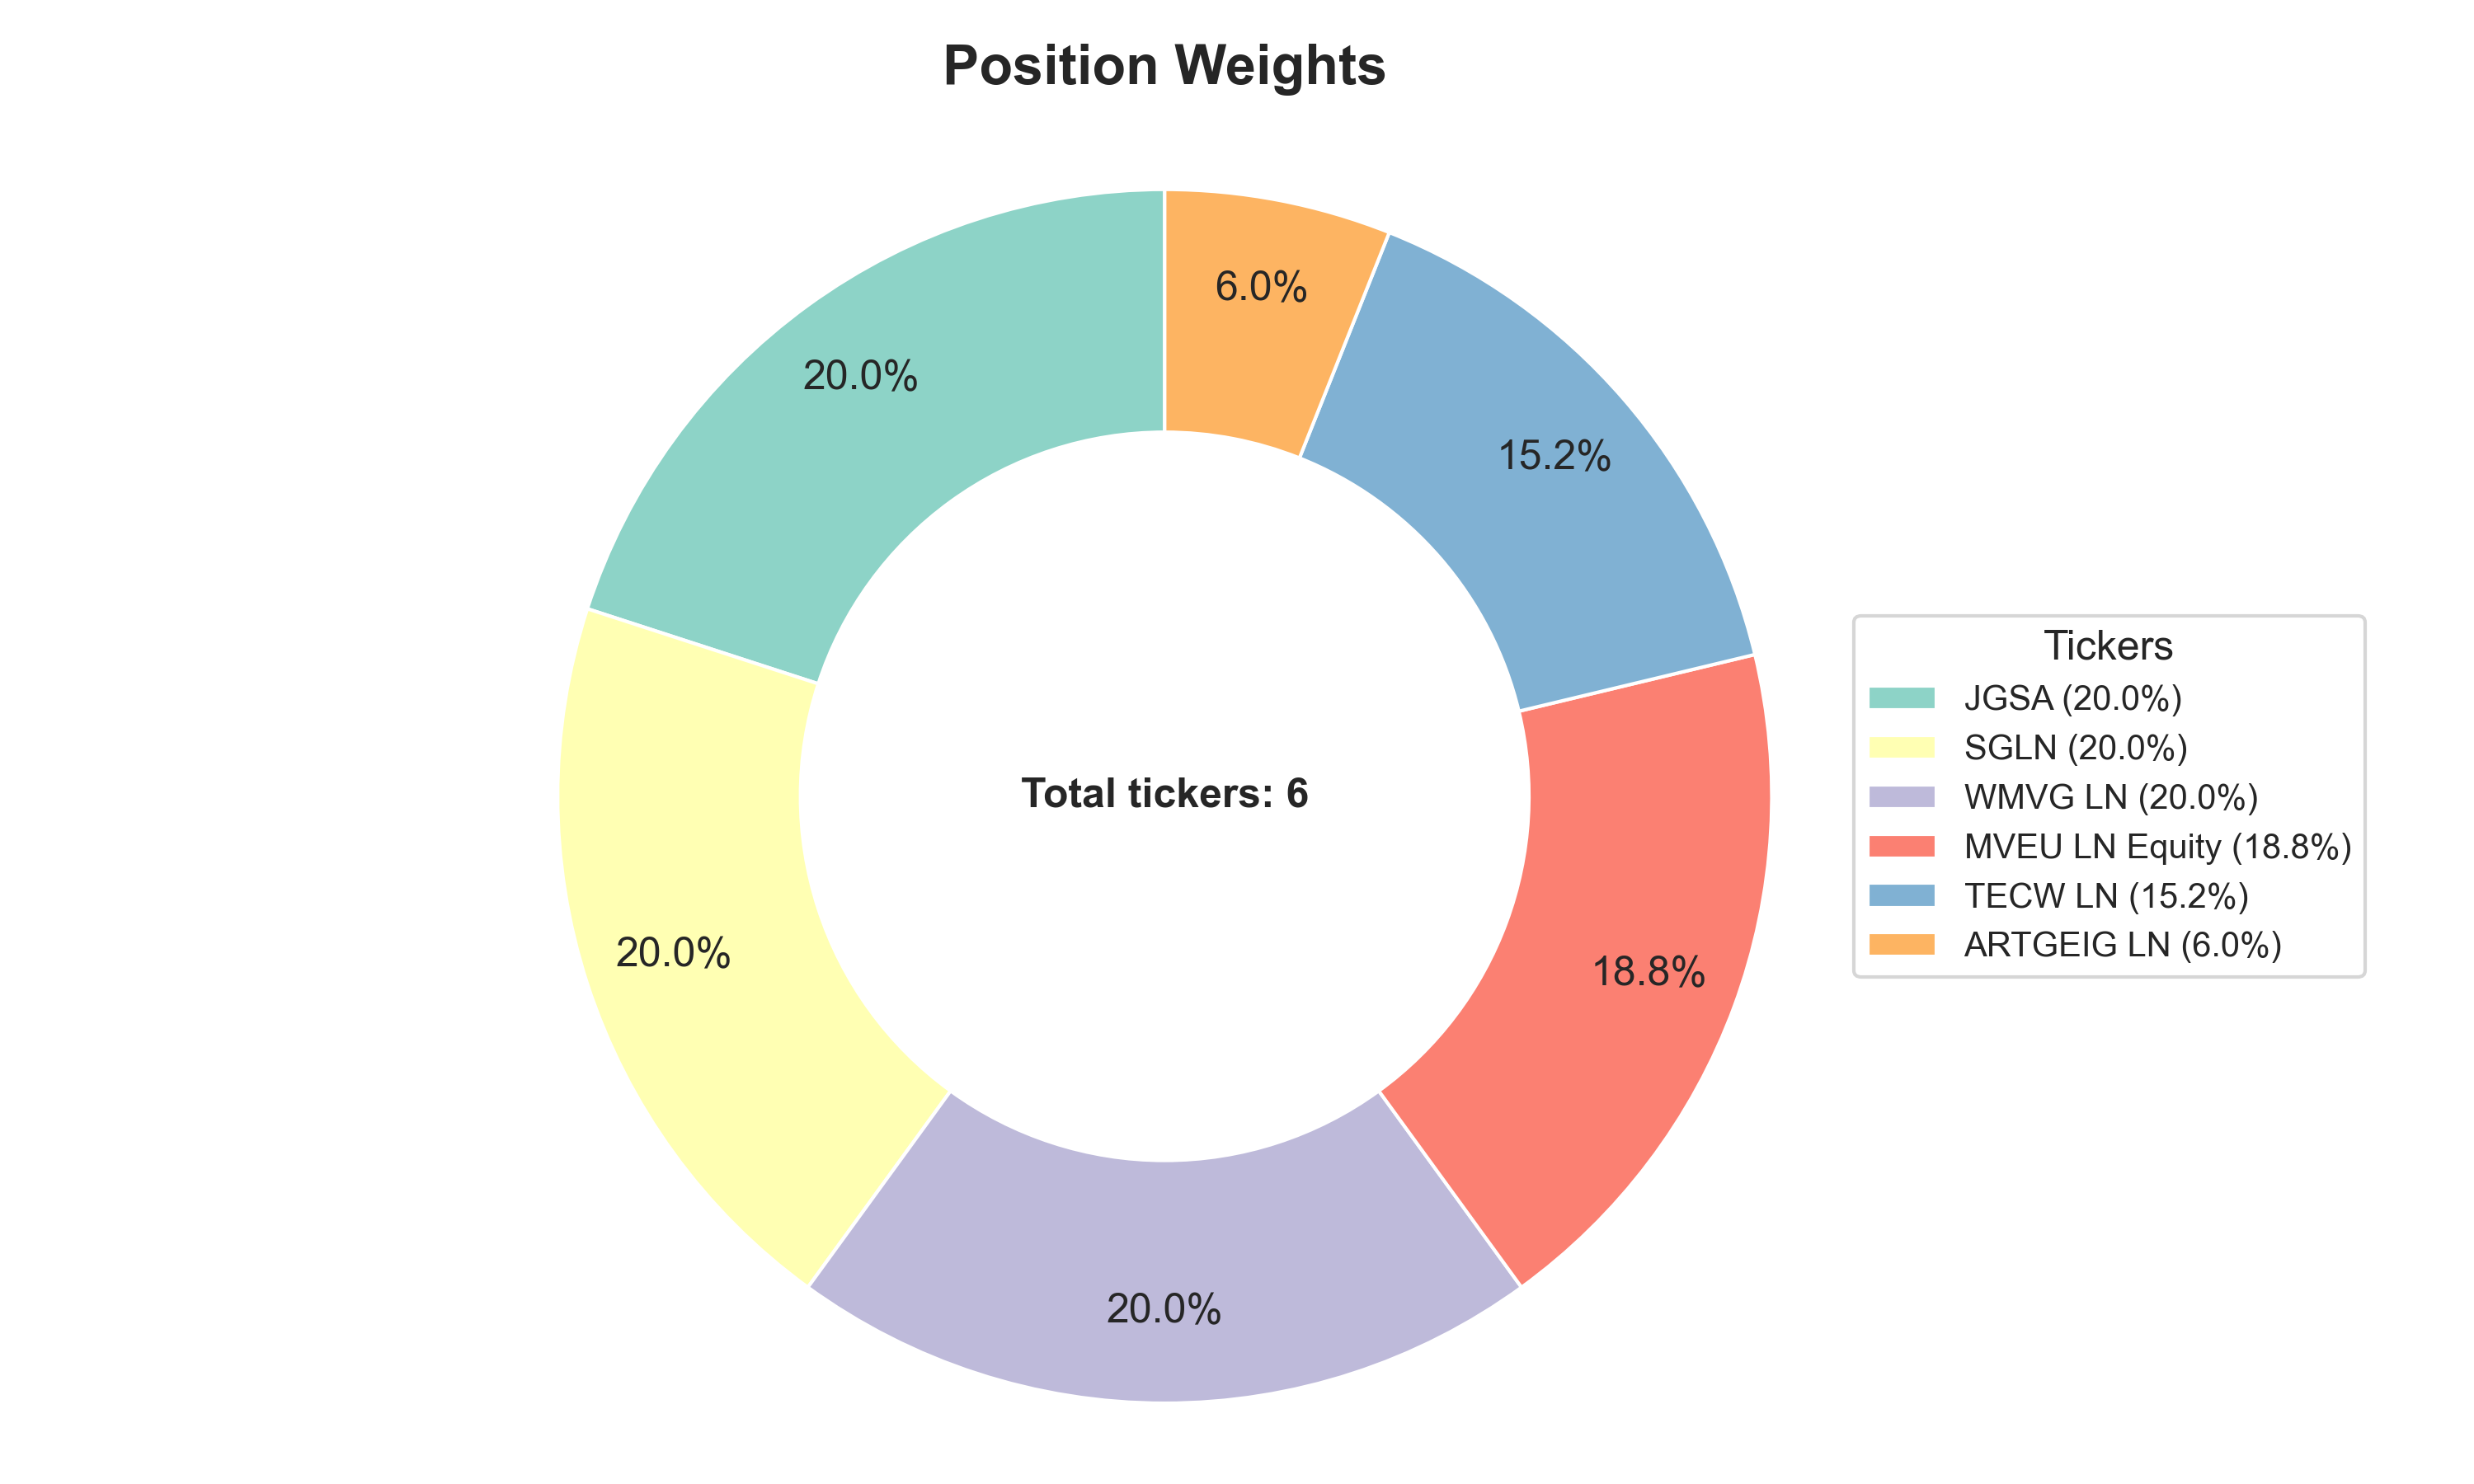 Position Weights
6.0%
20.0%
15.2%
Total tickers: 6
20.0%
18.8%
20.0%
Tickers
JGSA (20.0%)
SGLN (20.0%)
WMVG LN (20.0%)
MVEU LN Equity (18.8%)
TECW LN (15.2%)
ARTGEIG LN (6.0%)